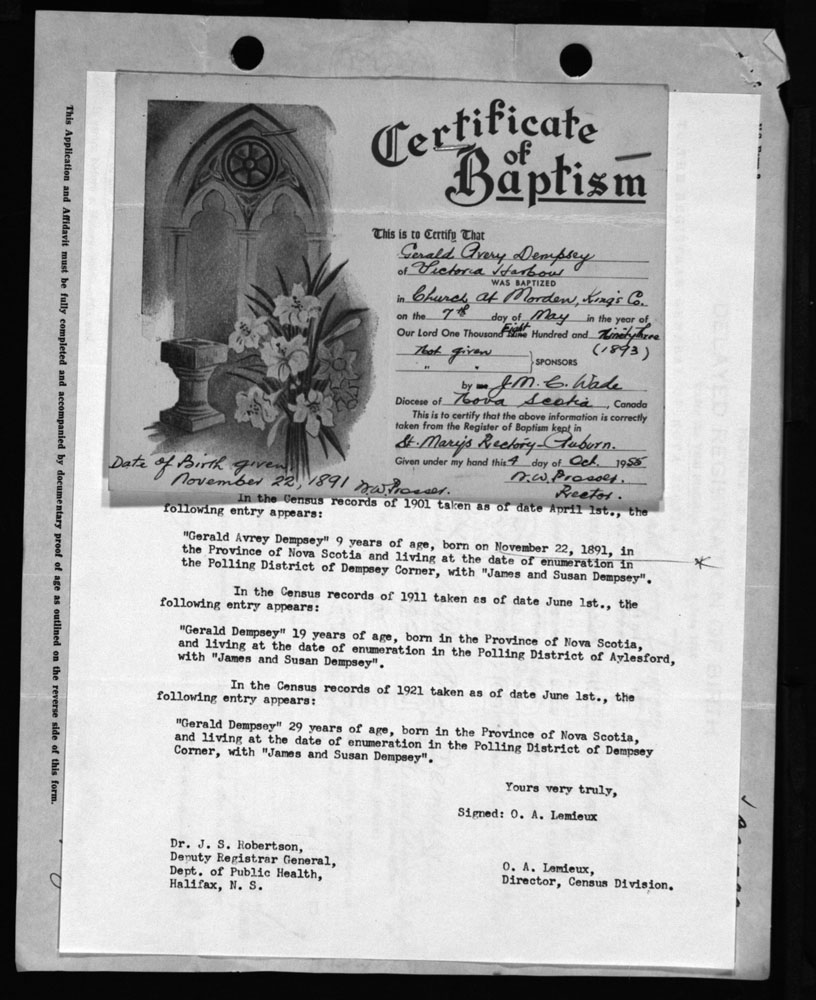 Certificate
of
Baptism
This is to Certify That
Gerald Avery Dempsey
of Victoria Harbour
WAS BAPTIZED
in Church at Morden, King's Co.
on the 7th day of May in the year of
Our Lord One Thousand Eight Nine Hundred and Ninety three
(1893)
Not given
" "
SPONSORS
by J. M. C. Wade
Diocese of Nova Scotia, Canada
This is to certify that the above information is correctly
taken from the Register of Baptism kept in
St. Mary's Rectory - Auburn.
Given under my hand this 4 day of Oct. 1955
N. W. Prosser.
Rector.
Date of Birth given
November 22, 1891 N. W. Prosser.
In the Census records of 1901 taken as of date April 1st., the
following entry appears:
"Gerald Avrey Dempsey" 9 years of age, born on November 22, 1891, in
the Province of Nova Scotia and living at the date of enumeration in
the Polling District of Dempsey Corner, with "James and Susan Dempsey".
In the Census records of 1911 taken as of date June 1st., the
following entry appears:
"Gerald Dempsey" 19 years of age, born in the Province of Nova Scotia,
and living at the date of enumeration in the Polling District of Aylesford,
with "James and Susan Dempsey".
In the Census records of 1921 taken as of date June 1st., the
following entry appears:
"Gerald Dempsey" 29 years of age, born in the Province of Nova Scotia,
and living at the date of enumeration in the Polling District of Dempsey
Corner, with "James and Susan Dempsey".
Yours very truly,
Signed: O. A. Lemieux
Dr. J. S. Robertson,
Deputy Registrar General,
Dept. of Public Health,
Halifax, N. S.
O. A. Lemieux,
Director, Census Division.
This Application and Affidavit must be fully completed and accompanied by documentary proof of age as outlined on the reverse side of this form.